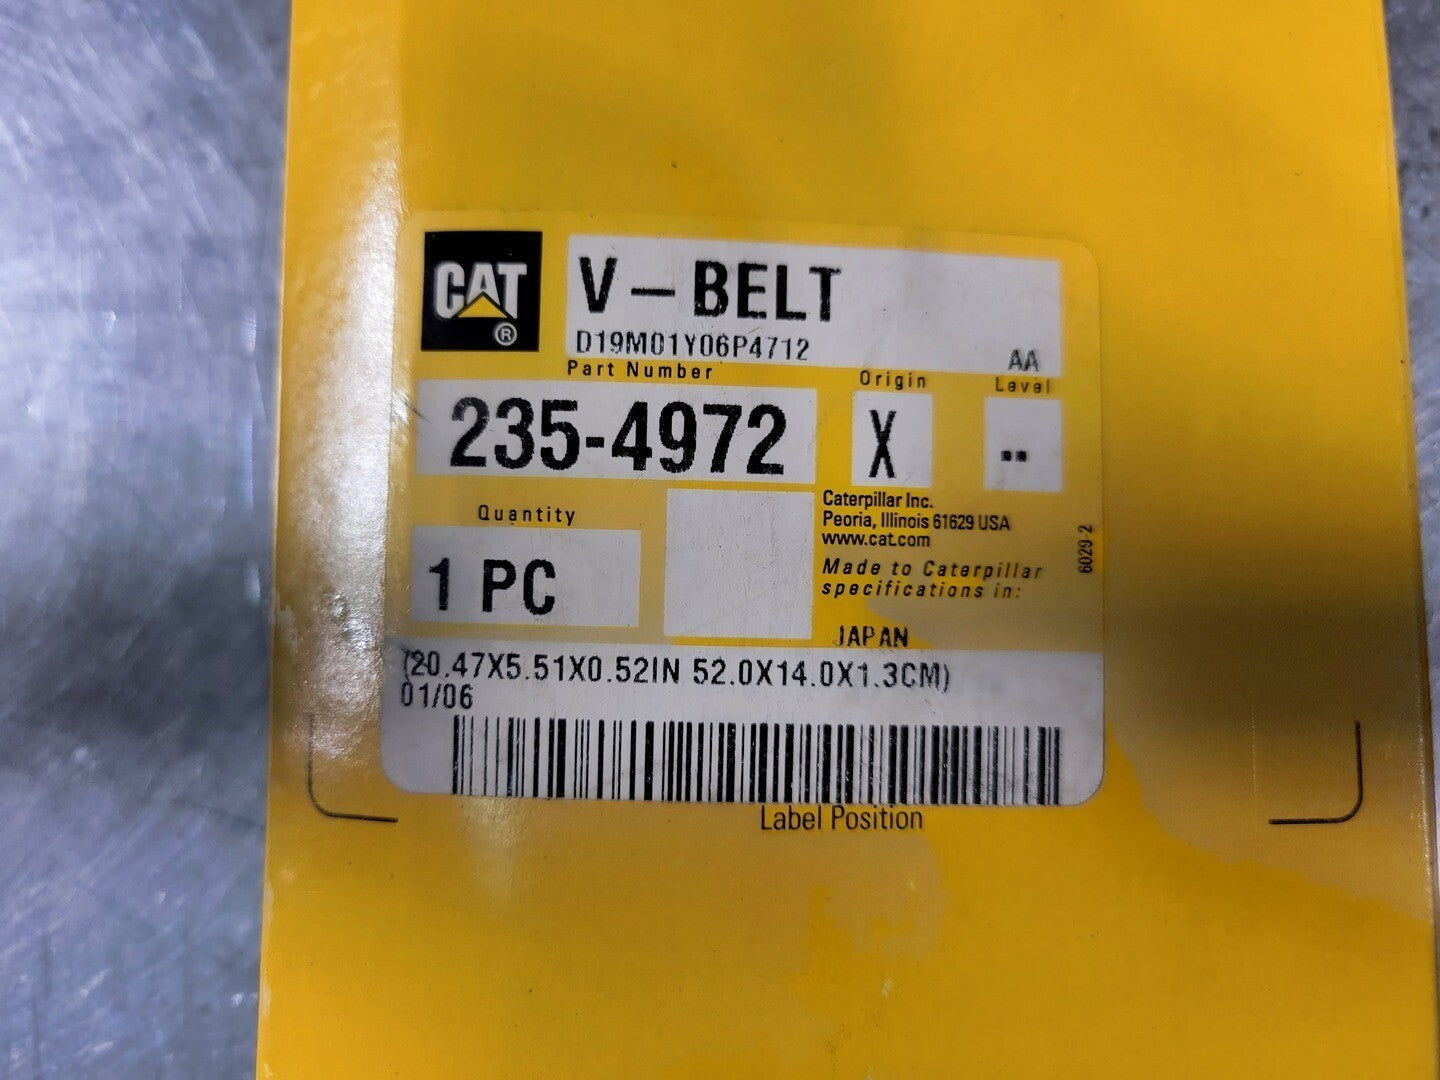 CAT ®
V-BELT
D19M01Y06P4712
AA
Part Number
Origin
Level
235-4972
X
--
Quantity
1 PC
Caterpillar Inc.
Peoria, Illinois 61629 USA
www.cat.com
Made to Caterpillar
specifications in:
JAPAN
6029-2
(20.47X5.51X0.52IN 52.0X14.0X1.3CM)
01/06
Label Position